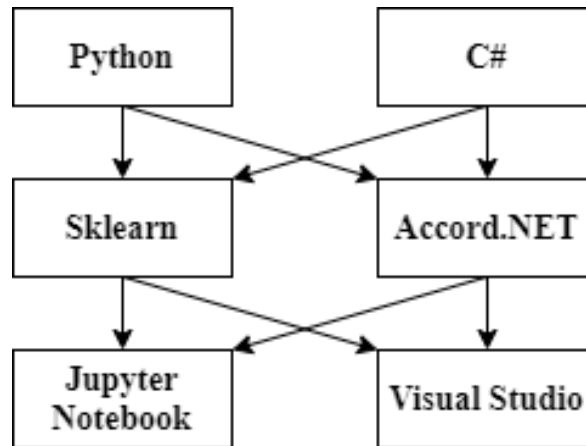 Python
C#
Sklearn
Accord.NET
Jupyter
Notebook
Visual Studio